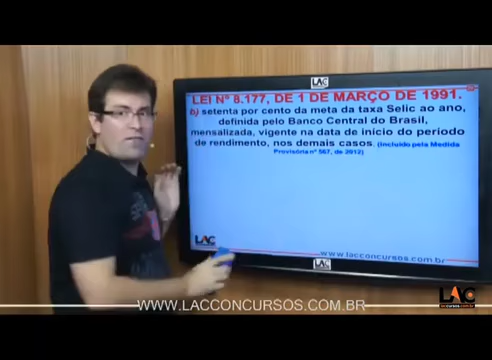 LAC
LEI Nº 8.177, DE 1 DE MARÇO DE 1991.
b) setenta por cento da meta da taxa Selic ao ano,
definida pelo Banco Central do Brasil,
mensalizada, vigente na data de início do período
de rendimento, nos demais casos. (Incluído pela Medida
Provisória nº 567, de 2012)
LAC
www.lacconcursos.com.br
LAC
WWW.LACCONCURSOS.COM.BR
LAC